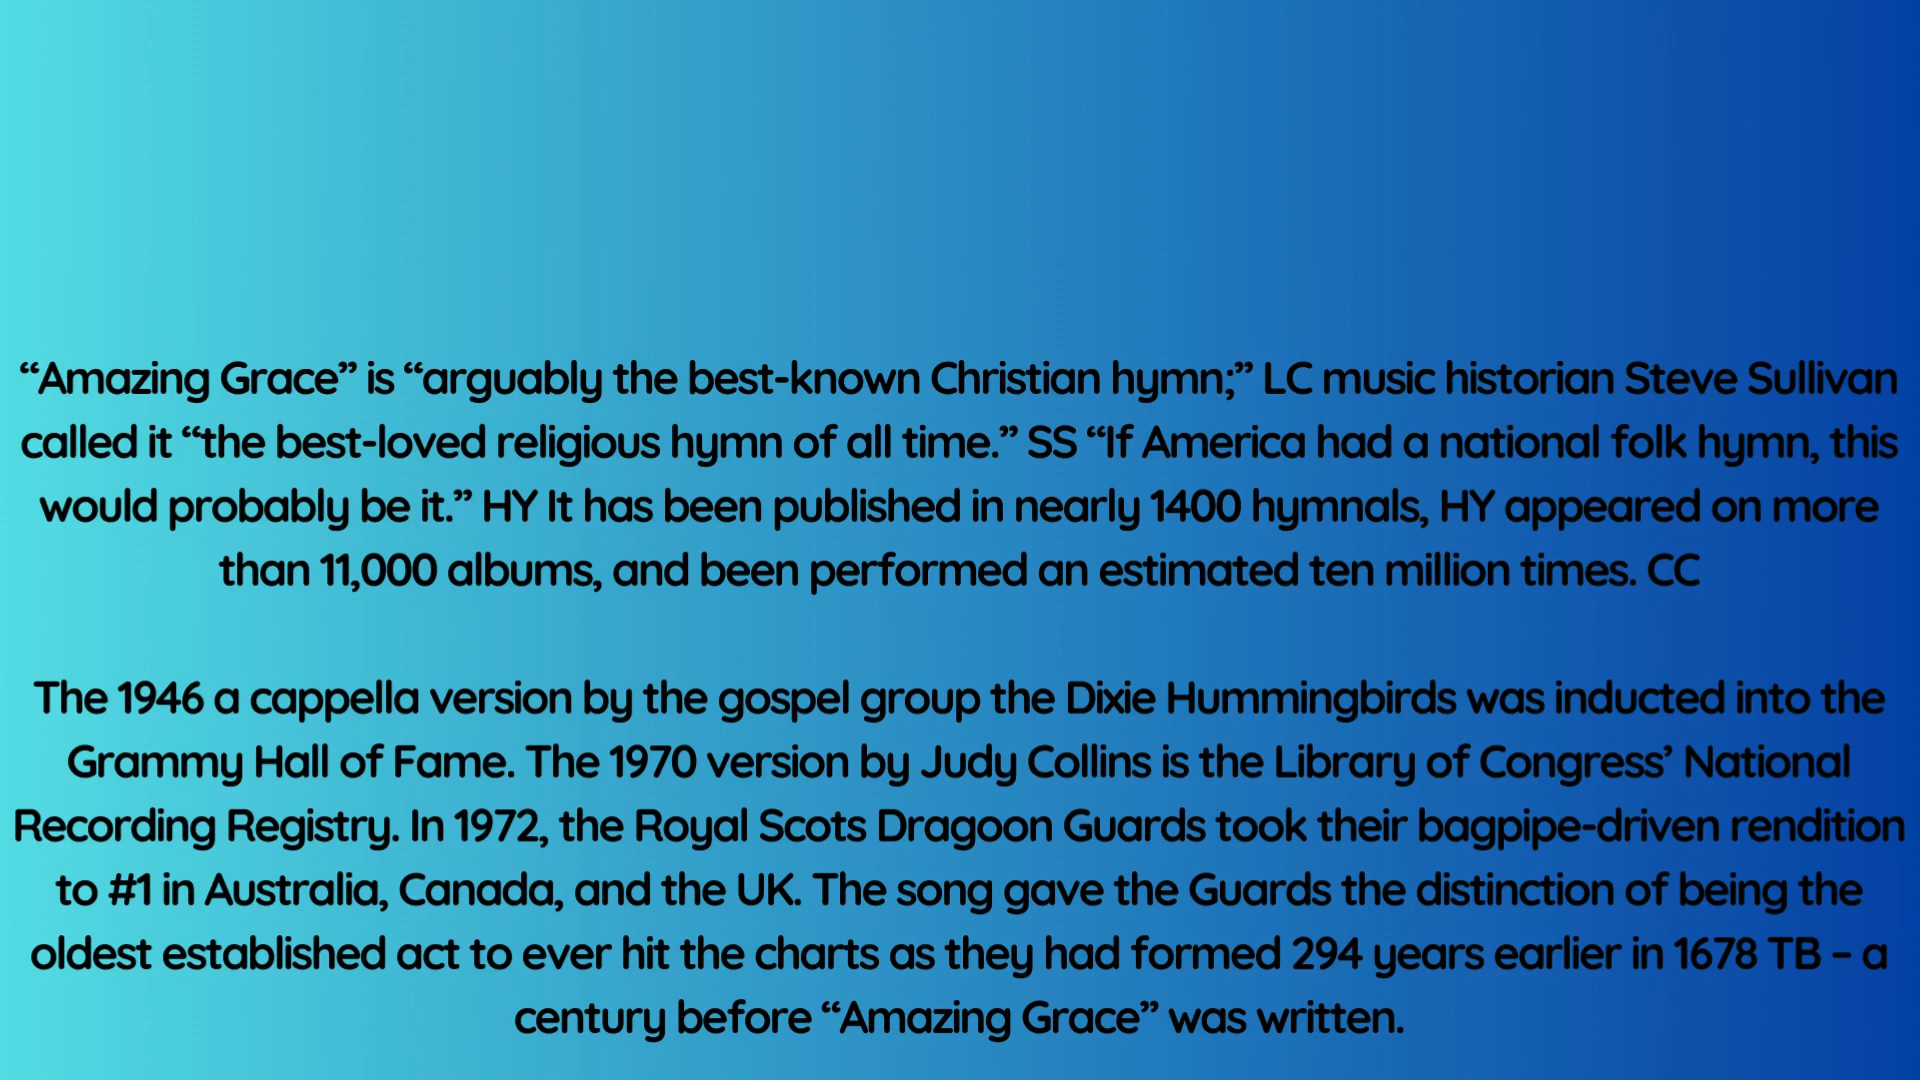 “Amazing Grace” is “arguably the best-known Christian hymn;” LC music historian Steve Sullivan
called it “the best-loved religious hymn of all time.” SS “If America had a national folk hymn, this
would probably be it.” HY It has been published in nearly 1400 hymnals, HY appeared on more
than 11,000 albums, and been performed an estimated ten million times. CC
The 1946 a cappella version by the gospel group the Dixie Hummingbirds was inducted into the
Grammy Hall of Fame. The 1970 version by Judy Collins is the Library of Congress’ National
Recording Registry. In 1972, the Royal Scots Dragoon Guards took their bagpipe-driven rendition
to #1 in Australia, Canada, and the UK. The song gave the Guards the distinction of being the
oldest established act to ever hit the charts as they had formed 294 years earlier in 1678 TB – a
century before “Amazing Grace” was written.